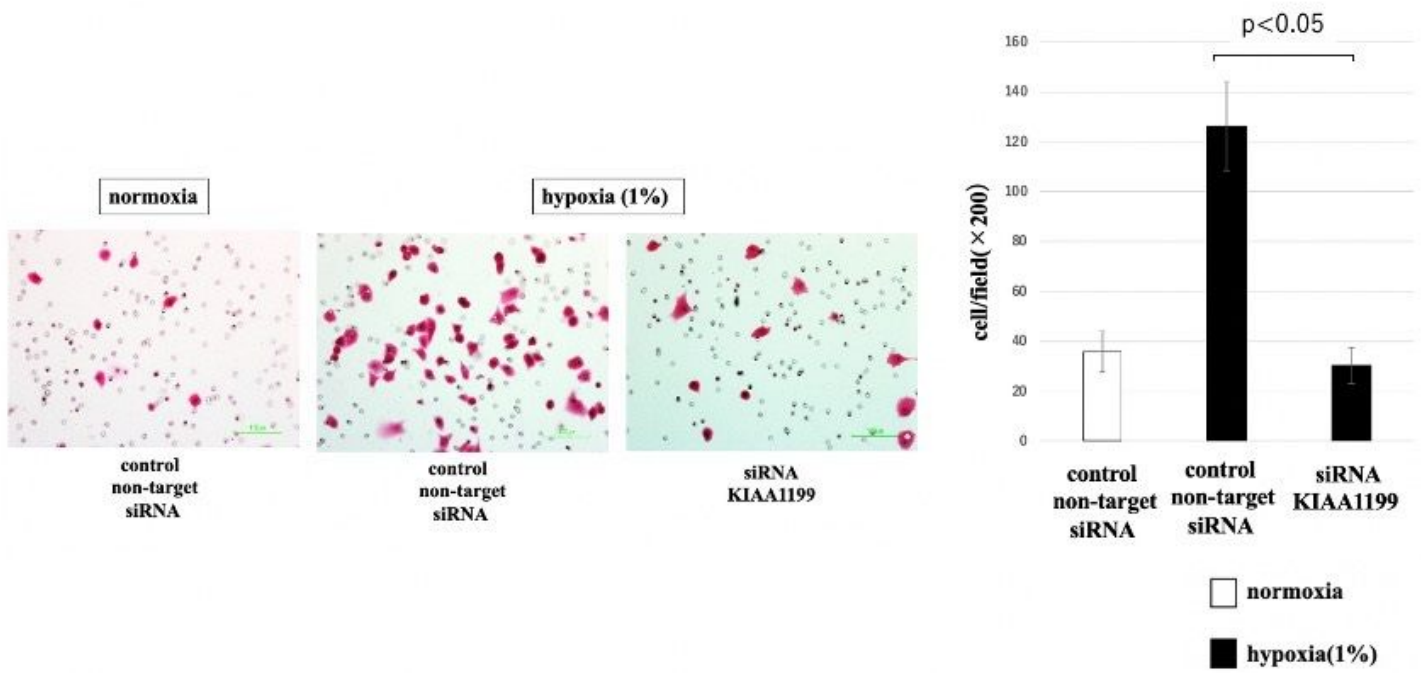 normoxia
hypoxia (1%)
control
non-target
siRNA
control
non-target
siRNA
siRNA
KIAA1199
p<0.05
160
140
120
100
80
60
40
20
0
cell/field(×200)
control
non-target
siRNA
control
non-target
siRNA
siRNA
KIAA1199
normoxia
hypoxia(1%)